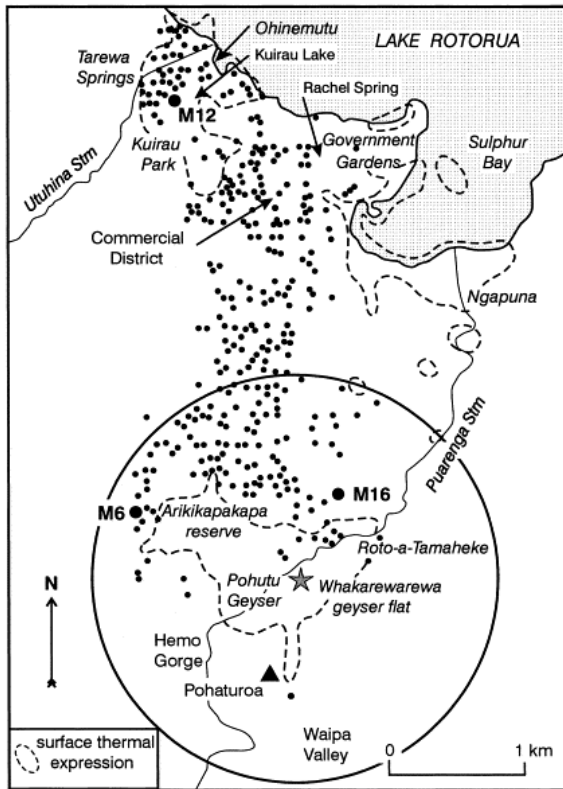 Ohinemutu
LAKE ROTORUA
Tarewa
Springs
Kuirau Lake
Rachel Spring
M12
Government
Gardens
Sulphur
Bay
Kuirau
Park
Utuhina Stm
Commercial
District
Ngapuna
Puarenga Stm
M16
M6
Arikikapakapa
reserve
Roto-a-Tamaheke
N
Pohutu
Geyser
Whakarewarewa
geyser flat
Hemo
Gorge
Pohaturoa
Waipa
Valley
surface thermal
expression
0 1 km